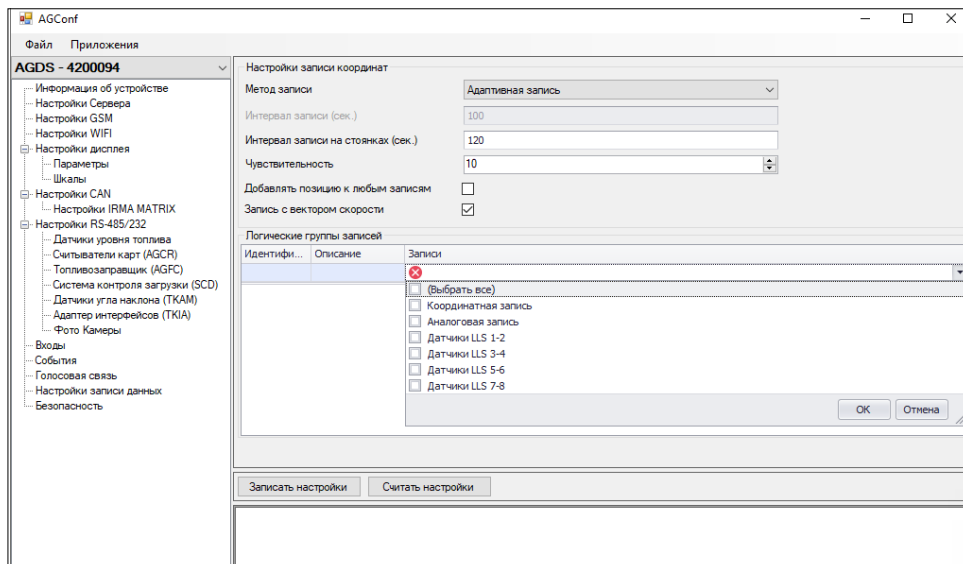 AGConf
Файл Приложения
AGDS - 4200094
Информация об устройстве
Настройки Сервера
Настройки GSM
Настройки WIFI
Настройки дисплея
Параметры
Шкалы
Настройки CAN
Настройки IRMA MATRIX
Настройки RS-485/232
Датчики уровня топлива
Считыватели карт (AGCR)
Топливозаправщик (AGFC)
Система контроля загрузки (SCD)
Датчики угла наклона (TKAM)
Адаптер интерфейсов (TKIA)
Фото Камеры
Входы
События
Голосовая связь
Настройки записи данных
Безопасность
Настройки записи координат
Метод записи Адаптивная запись
Интервал записи (сек.) 100
Интервал записи на стоянках (сек.) 120
Чувствительность 10
Добавлять позицию к любым записям
Запись с вектором скорости
Логические группы записей
Идентифи... Описание Записи
(Выбрать все)
Координатная запись
Аналоговая запись
Датчики LLS 1-2
Датчики LLS 3-4
Датчики LLS 5-6
Датчики LLS 7-8
OK Отмена
Записать настройки Считать настройки